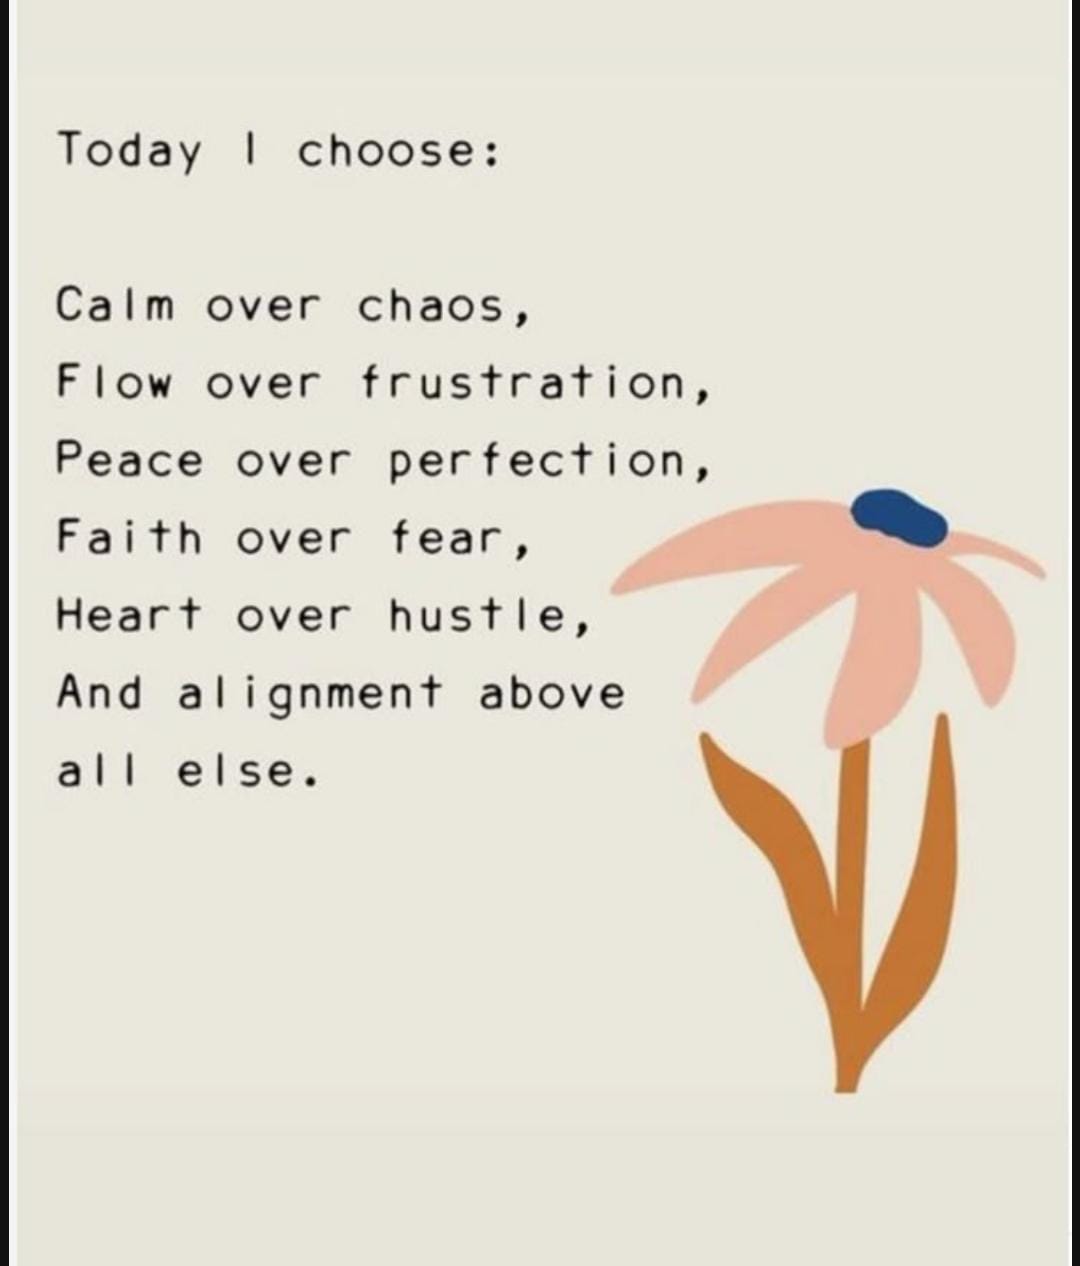 Today I choose:
Calm over chaos,
Flow over frustration,
Peace over perfection,
Faith over fear,
Heart over hustle,
And alignment above
all else.